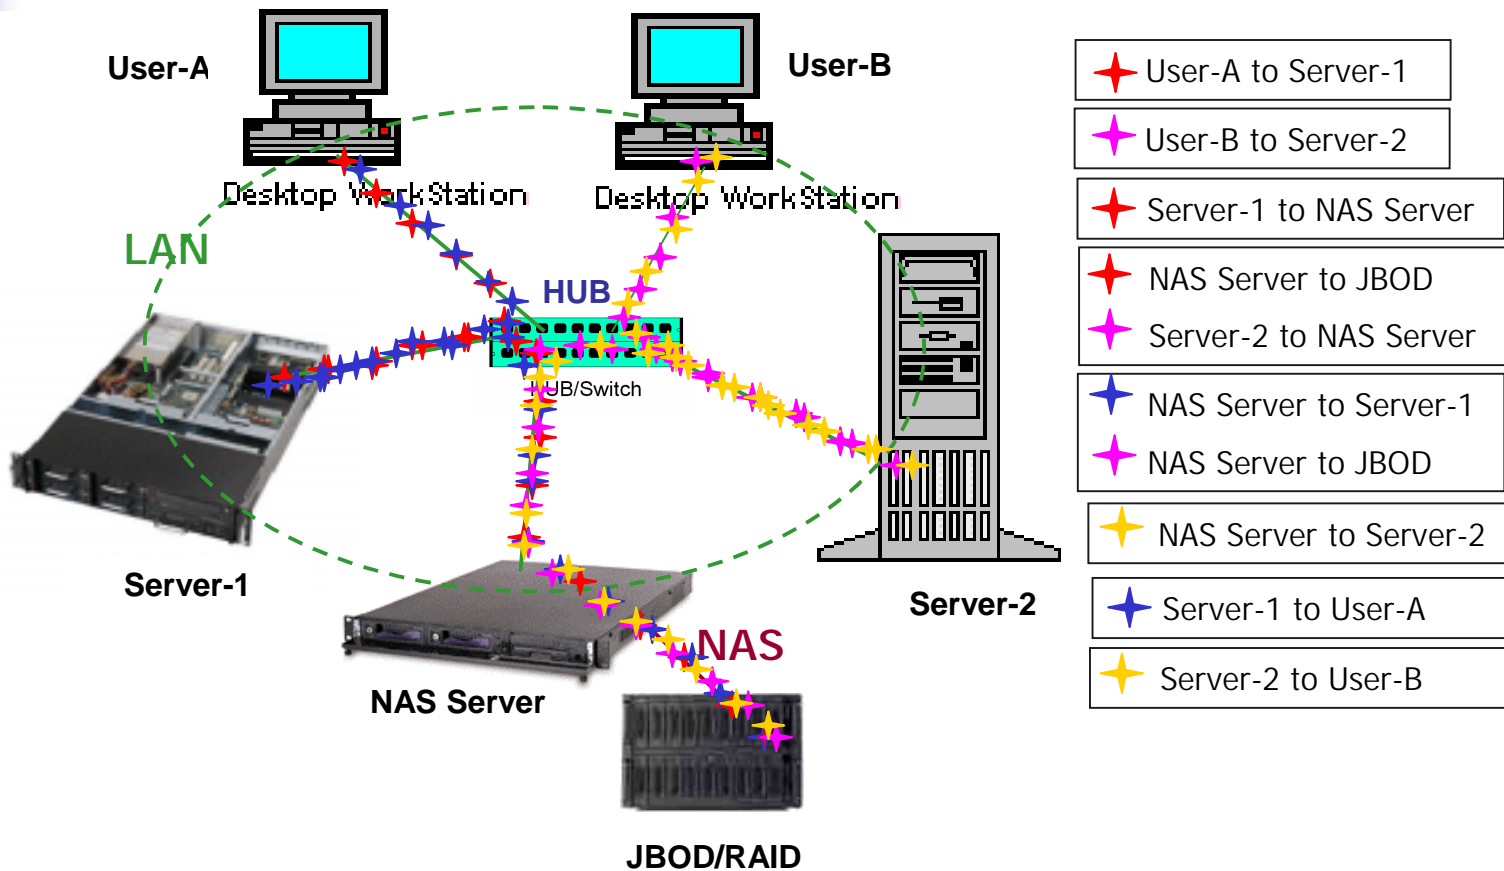 User-A
User-B
Desktop WorkStation
Desktop WorkStation
LAN
HUB
HUB/Switch
Server-1
Server-2
NAS
NAS Server
JBOD/RAID
User-A to Server-1
User-B to Server-2
Server-1 to NAS Server
NAS Server to JBOD
Server-2 to NAS Server
NAS Server to Server-1
NAS Server to JBOD
NAS Server to Server-2
Server-1 to User-A
Server-2 to User-B